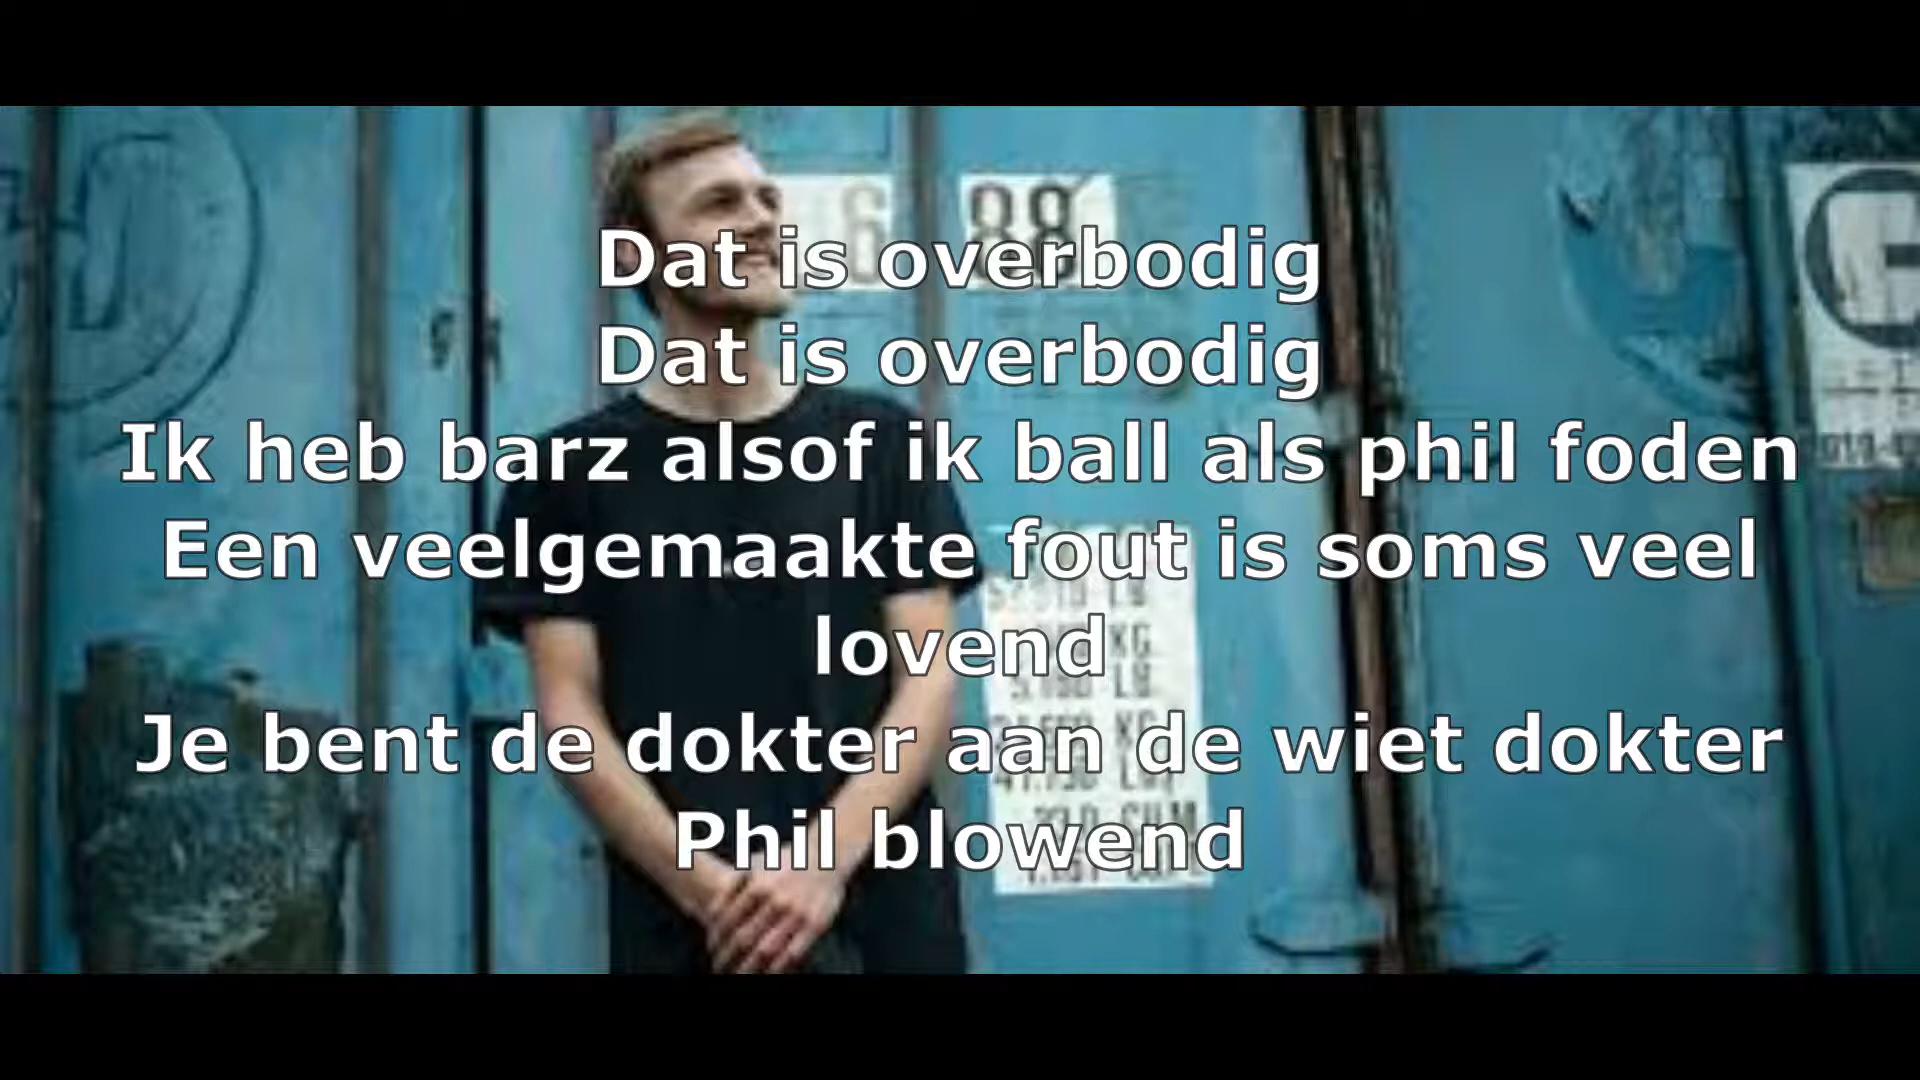 Dat is overbodig
Dat is overbodig
Ik heb barz alsof ik ball als phil foden
Een veelgemaakte fout is soms veel
lovend
Je bent de dokter aan de wiet dokter
Phil blowend